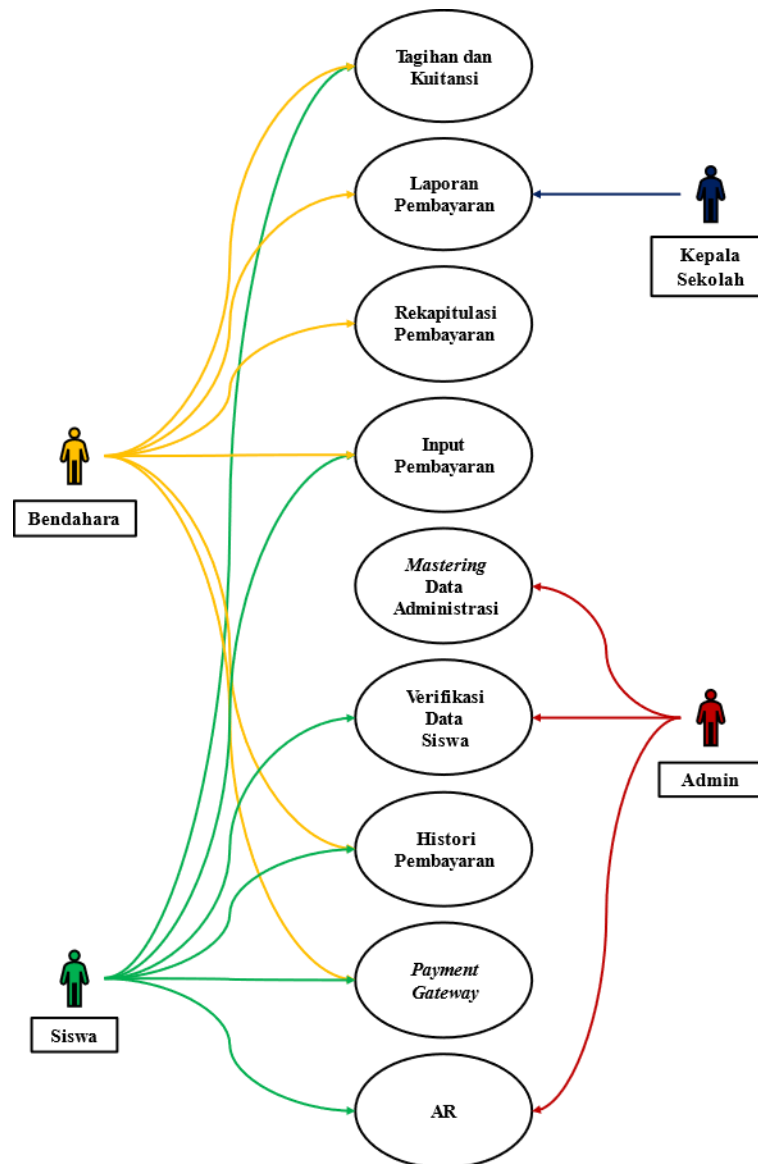 Tagihan dan
Kuitansi
Laporan
Pembayaran
Kepala
Sekolah
Rekapitulasi
Pembayaran
Input
Pembayaran
Bendahara
Mastering
Data
Administrasi
Verifikasi
Data
Siswa
Admin
Histori
Pembayaran
Payment
Gateway
Siswa
AR